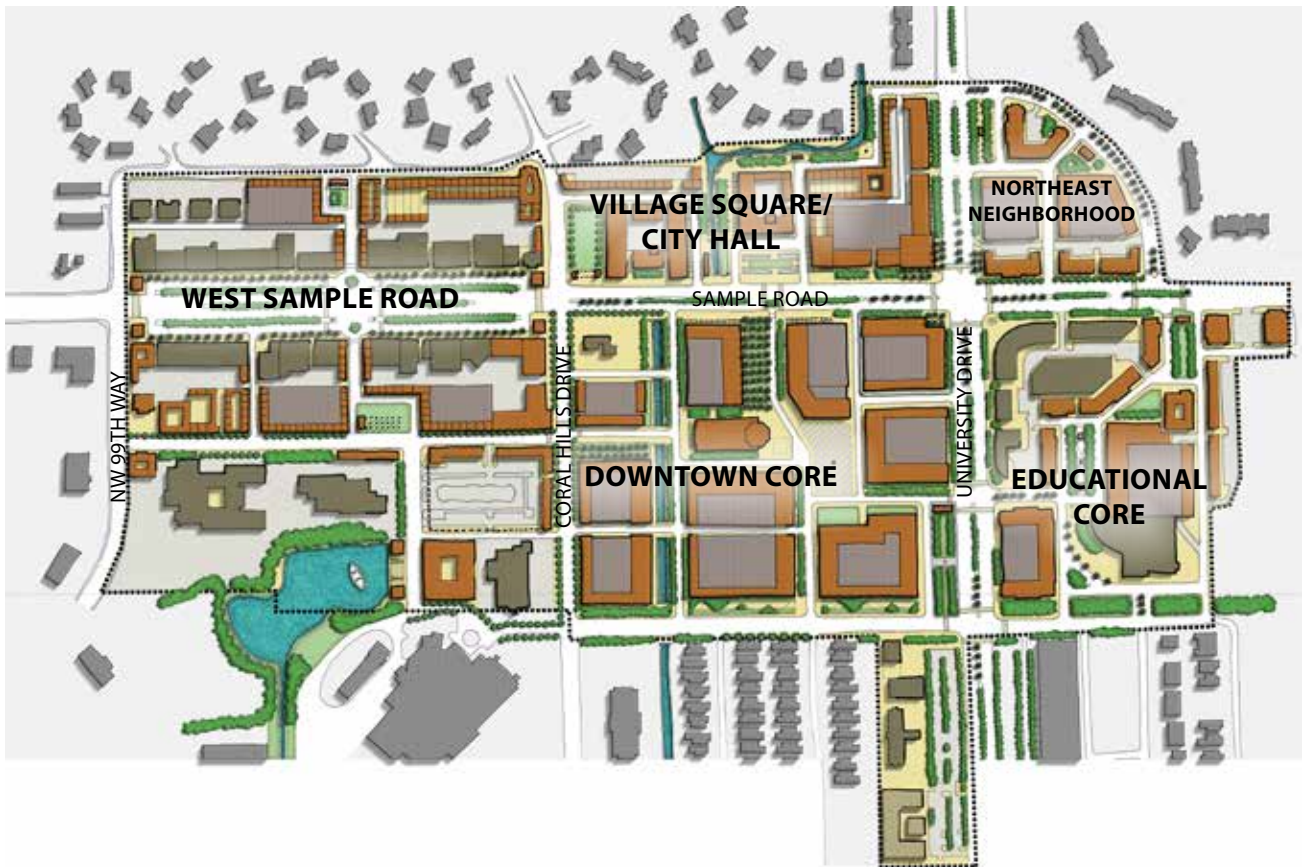 NORTHEAST
NEIGHBORHOOD
VILLAGE SQUARE/
CITY HALL
WEST SAMPLE ROAD
SAMPLE ROAD
NW 99TH WAY
CORAL HILLS DRIVE
UNIVERSITY DRIVE
DOWNTOWN CORE
EDUCATIONAL
CORE